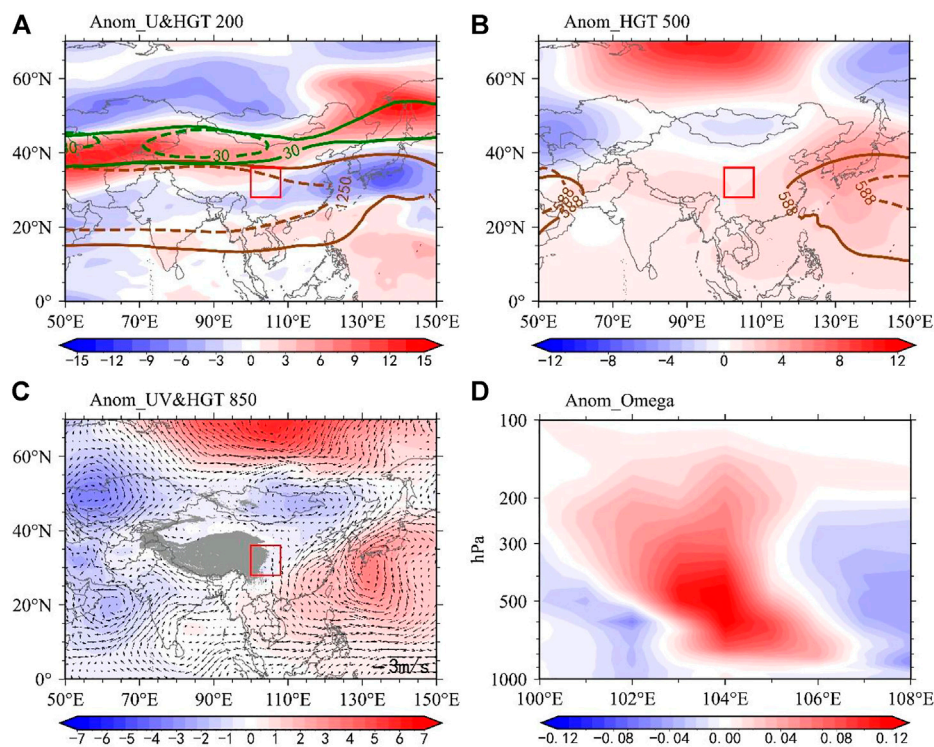 A
Anom_U&HGT 200
60°N
40°N
20°N
0°
30
30
30
1250
50°E
70°E
90°E
110°E
130°E
150°E
−15
−12
−9
−6
−3
0
3
6
9
12
15
B
Anom_HGT 500
60°N
40°N
20°N
0°
588
588
588
588
50°E
70°E
90°E
110°E
130°E
150°E
−12
−8
−4
0
4
8
12
C
Anom_UV&HGT 850
60°N
40°N
20°N
0°
3m/s
50°E
70°E
90°E
110°E
130°E
150°E
−7
−6
−5
−4
−3
−2
−1
0
1
2
3
4
5
6
7
D
Anom_Omega
hPa
100
200
300
500
1000
100°E
102°E
104°E
106°E
108°E
−0.12
−0.08
−0.04
0.00
0.04
0.08
0.12